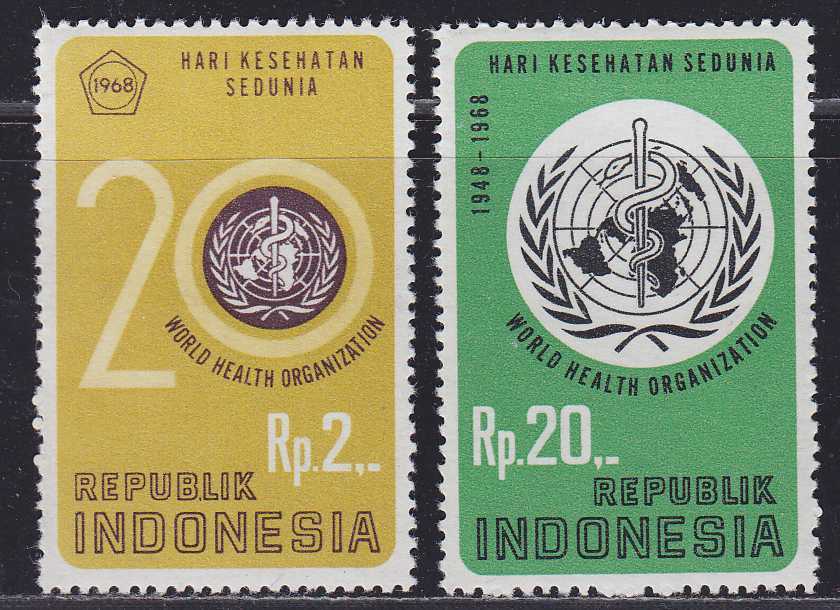 1968
HARI KESEHATAN
SEDUNIA
20
WORLD HEALTH ORGANIZATION
Rp.2,-
REPUBLIK
INDONESIA
HARI KESEHATAN SEDUNIA
1948-1968
WORLD HEALTH ORGANIZATION
Rp.20,-
REPUBLIK
INDONESIA